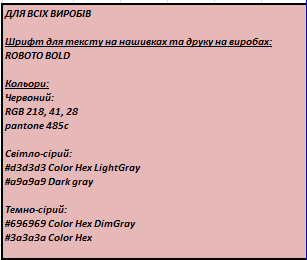 ДЛЯ ВСІХ ВИРОБІВ
Шрифт для тексту на нашивках та друку на виробах:
ROBOTO BOLD
Кольори:
Червоний:
RGB 218, 41, 28
pantone 485c
Світло-сірий:
#d3d3d3 Color Hex LightGray
#a9a9a9 Dark gray
Темно-сірий:
#696969 Color Hex DimGray
#3a3a3a Color Hex